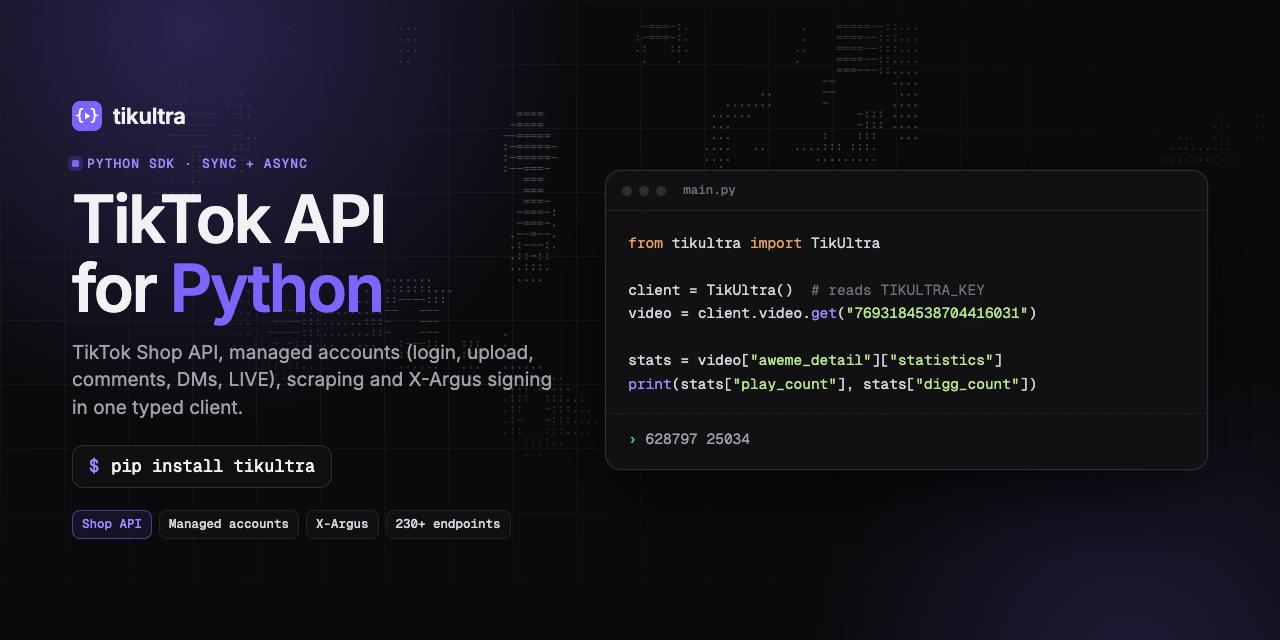 tikultra
PYTHON SDK · SYNC + ASYNC
TikTok API
for Python
TikTok Shop API, managed accounts (login, upload,
comments, DMs, LIVE), scraping and X-Argus signing
in one typed client.
$ pip install tikultra
Shop API
Managed accounts
X-Argus
230+ endpoints
main.py
from tikultra import TikUltra
client = TikUltra()  # reads TIKULTRA_KEY
video = client.video.get("7693184538704416031")
stats = video["aweme_detail"]["statistics"]
print(stats["play_count"], stats["digg_count"])
› 628797 25034